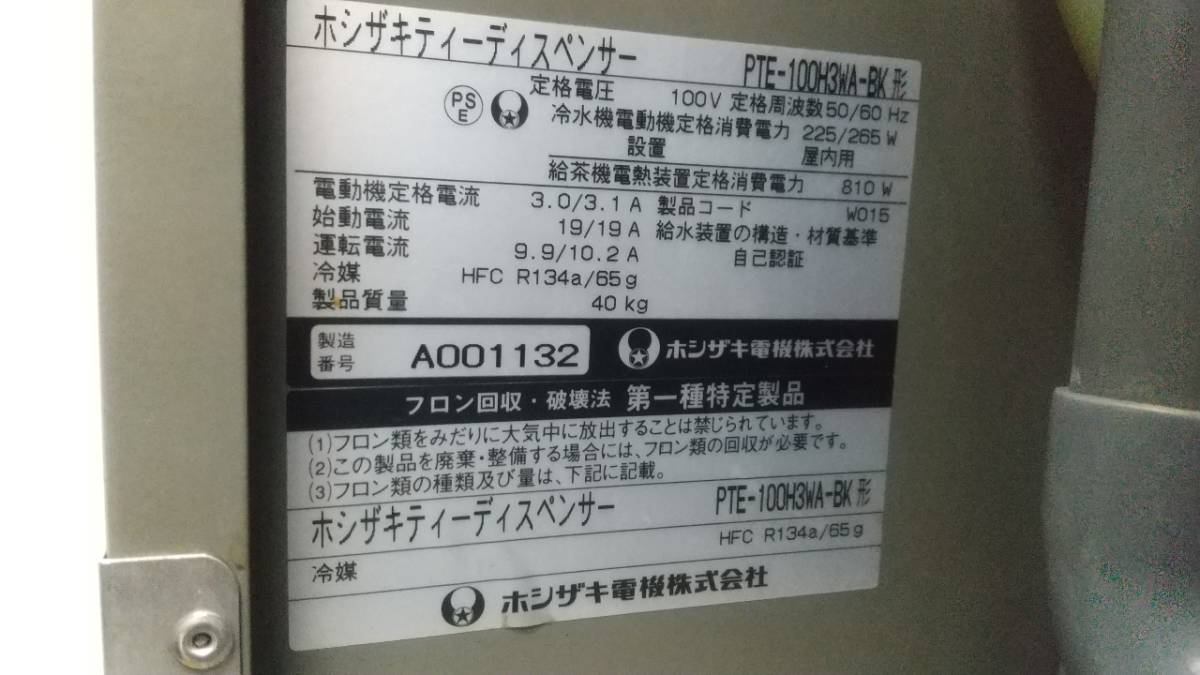 ホシザキティーディスペンサー PTE-100H3WA-BK 形
定格電圧 100V 定格周波数 50/60 Hz
PS E 冷水機電動機定格消費電力 225/265 W
設置 屋内用
給茶機電熱装置定格消費電力 810 W
電動機定格電流 3.0/3.1 A 製品コード W015
始動電流 19/19 A 給水装置の構造・材質基準
運転電流 9.9/10.2 A 自己認証
冷媒 HFC R134a/65g
製品質量 40 kg
製造番号 A001132 ホシザキ電機株式会社
フロン回収・破壊法 第一種特定製品
(1)フロン類をみだりに大気中に放出することは禁じられています。
(2)この製品を廃棄・整備する場合には、フロン類の回収が必要です。
(3)フロン類の種類及び量は、下記に記載。
ホシザキティーディスペンサー PTE-100H3WA-BK 形
冷媒 HFC R134a/65g
ホシザキ電機株式会社